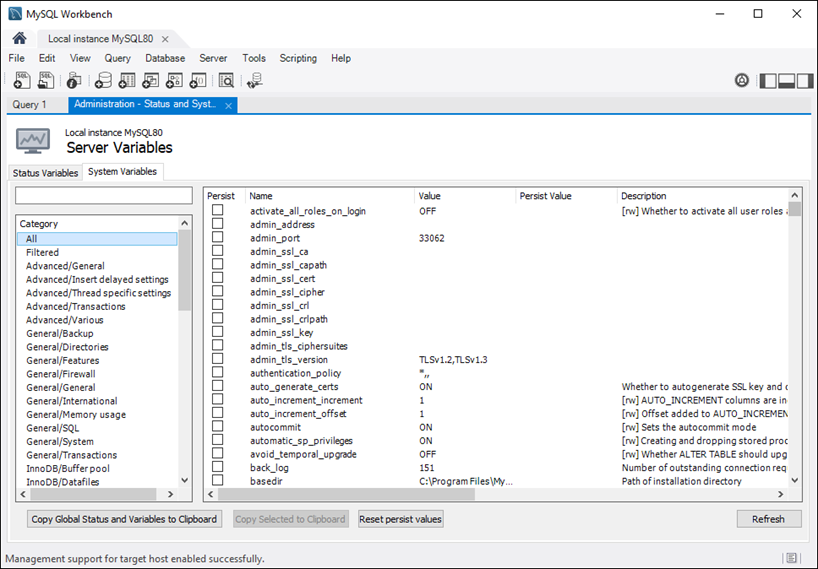 MySQL Workbench
Local instance MySQL80
File Edit View Query Database Server Tools Scripting Help
Query 1 Administration - Status and Syst...
Local instance MySQL80
Server Variables
Status Variables System Variables
Category
All
Filtered
Advanced/General
Advanced/Insert delayed settings
Advanced/Thread specific settings
Advanced/Transactions
Advanced/Various
General/Backup
General/Directories
General/Features
General/Firewall
General/General
General/International
General/Memory usage
General/SQL
General/System
General/Transactions
InnoDB/Buffer pool
InnoDB/Datafiles
Persist Name Value Persist Value Description
activate_all_roles_on_login OFF [rw] Whether to activate all user roles
admin_address
admin_port 33062
admin_ssl_ca
admin_ssl_capath
admin_ssl_cert
admin_ssl_cipher
admin_ssl_crl
admin_ssl_crlpath
admin_ssl_key
admin_tls_ciphersuites
admin_tls_version TLSv1.2,TLSv1.3
authentication_policy *,,
auto_generate_certs ON Whether to autogenerate SSL key and
auto_increment_increment 1 [rw] AUTO_INCREMENT columns are in
auto_increment_offset 1 [rw] Offset added to AUTO_INCREMEN
autocommit ON [rw] Sets the autocommit mode
automatic_sp_privileges ON [rw] Creating and dropping stored proc
avoid_temporal_upgrade OFF [rw] Whether ALTER TABLE should upg
back_log 151 Number of outstanding connection req
basedir C:\Program Files\My... Path of installation directory
Copy Global Status and Variables to Clipboard Copy Selected to Clipboard Reset persist values Refresh
Management support for target host enabled successfully.